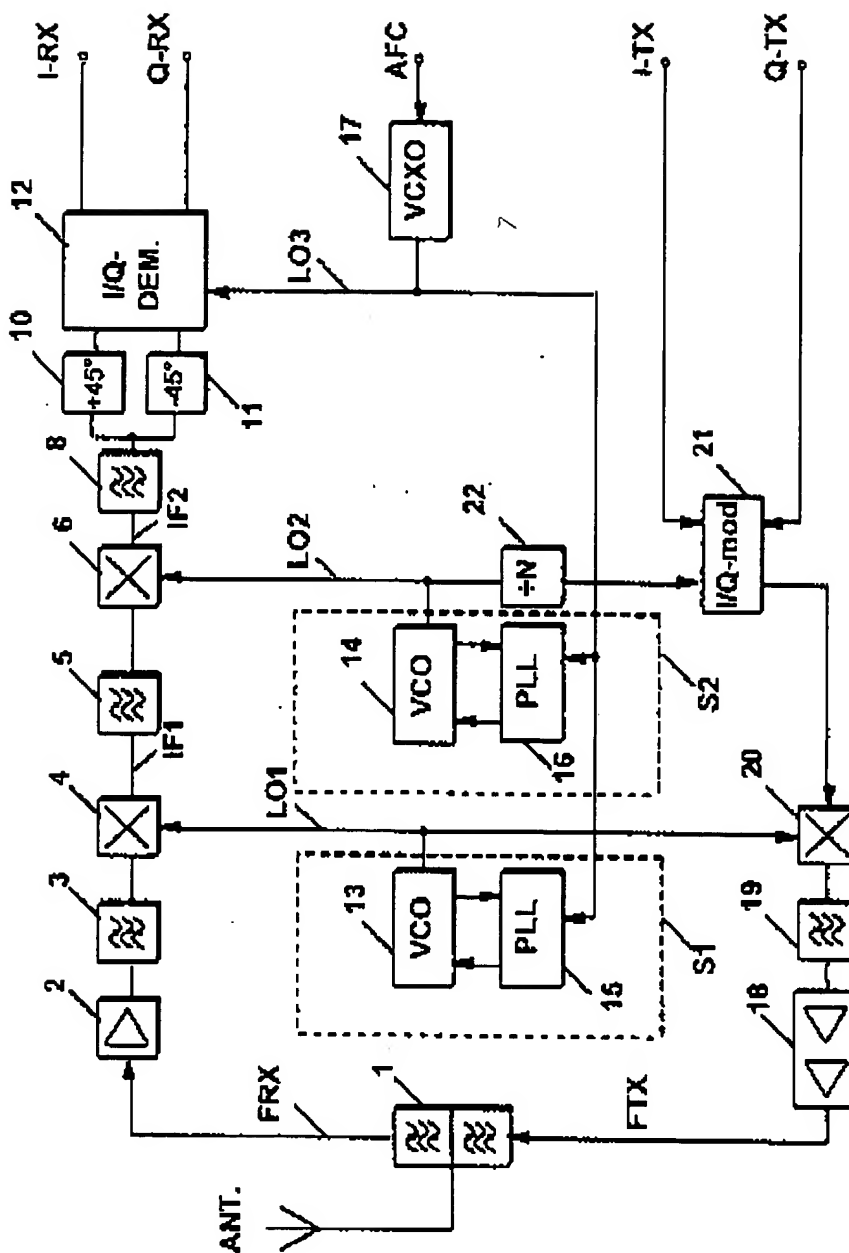 I-RX
Q-RX
AFC
I-TX
Q-TX
12
I/Q-
DEM.
17
VCXO
LO3
10
+45°
-45°
11
8
IF2
6
LO2
22
÷N
21
I/Q-mod
5
IF1
14
VCO
PLL
16
S2
4
LO1
20
3
13
VCO
PLL
15
S1
19
2
18
FRX
1
FTX
ANT.